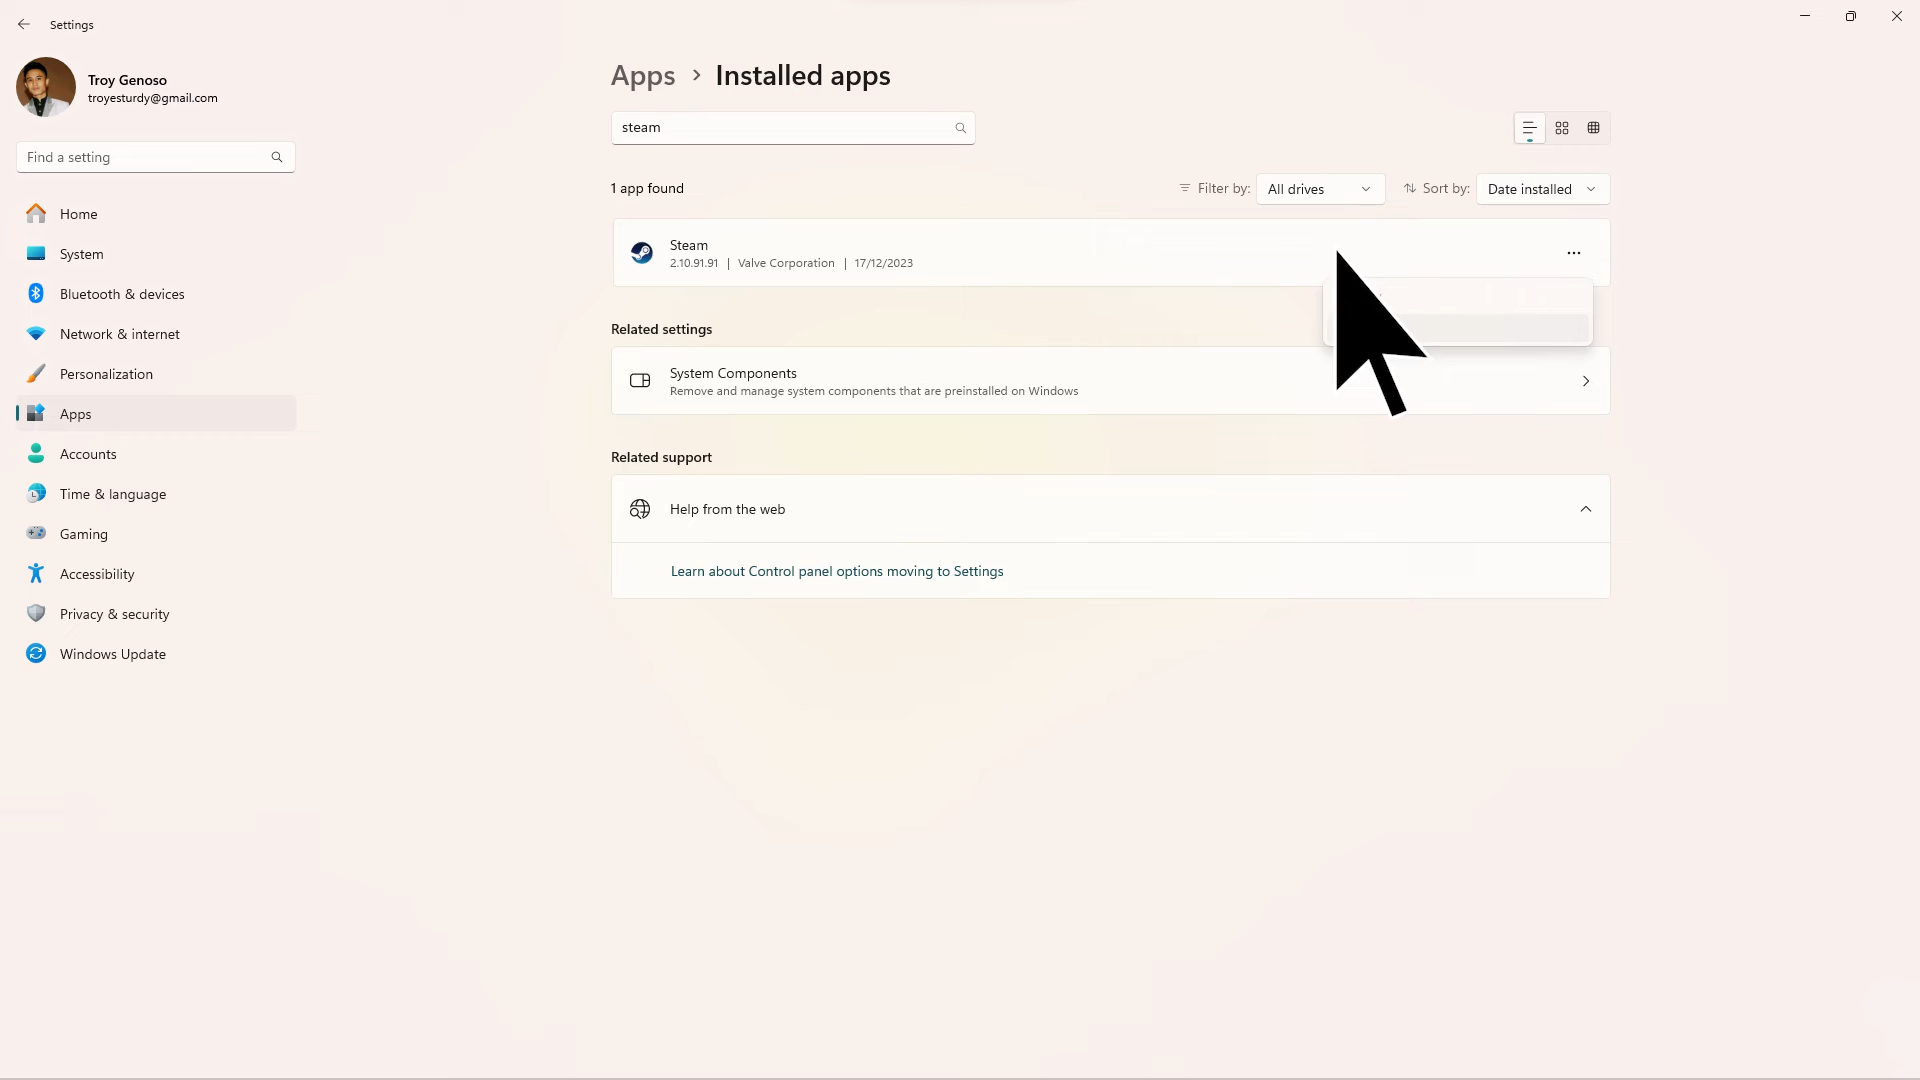 Settings
Troy Genoso
troyesturdy@gmail.com
Find a setting
Home
System
Bluetooth & devices
Network & internet
Personalization
Apps
Accounts
Time & language
Gaming
Accessibility
Privacy & security
Windows Update
Apps > Installed apps
steam
1 app found
Filter by: All drives
Sort by: Date installed
Steam
2.10.91.91 | Valve Corporation | 17/12/2023
Related settings
System Components
Remove and manage system components that are preinstalled on Windows
Related support
Help from the web
Learn about Control panel options moving to Settings